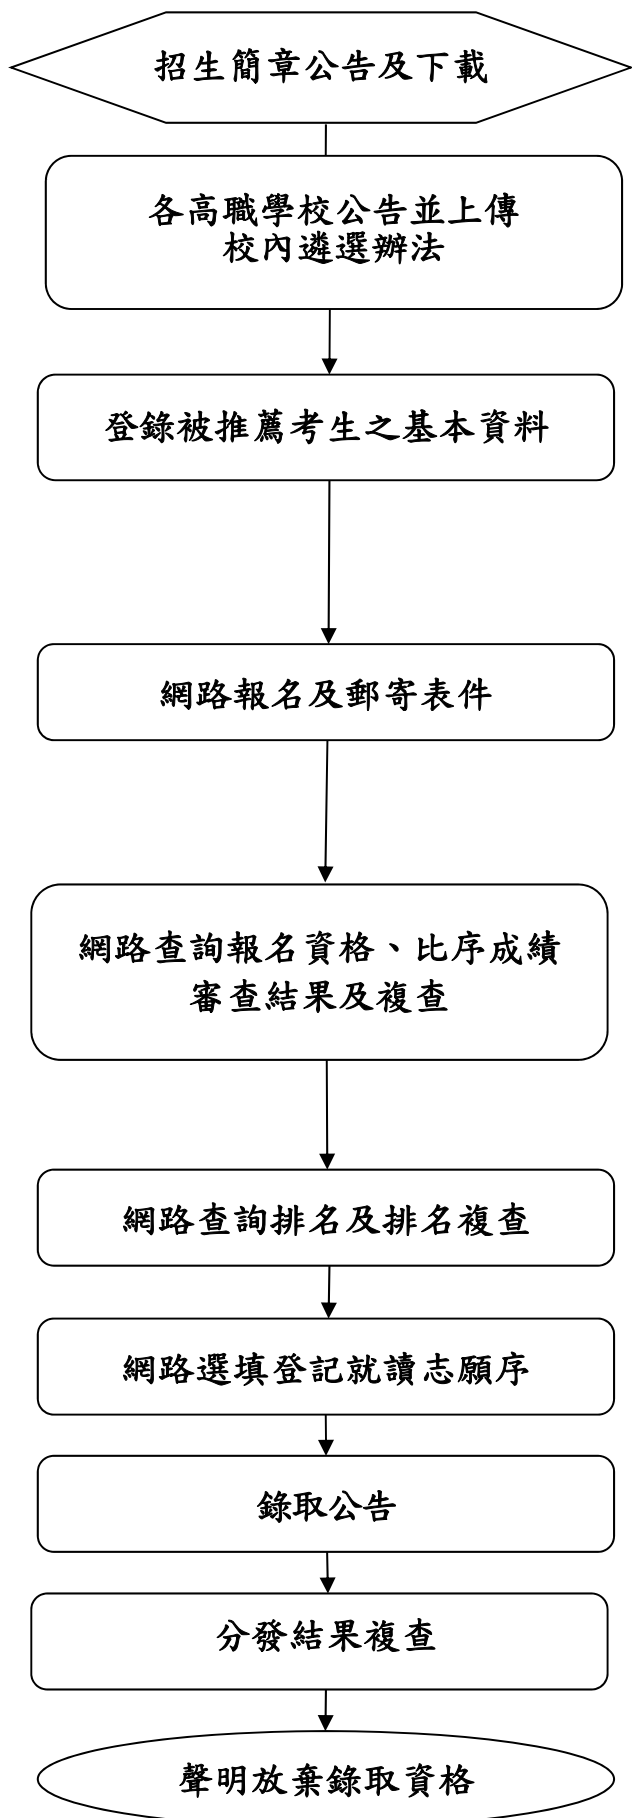 招生簡章公告及下載
各高職學校公告並上傳
校內遴選辦法
登錄被推薦考生之基本資料
網路報名及郵寄表件
網路查詢報名資格、比序成績
審查結果及複查
網路查詢排名及排名複查
網路選填登記就讀志願序
錄取公告
分發結果複查
聲明放棄錄取資格